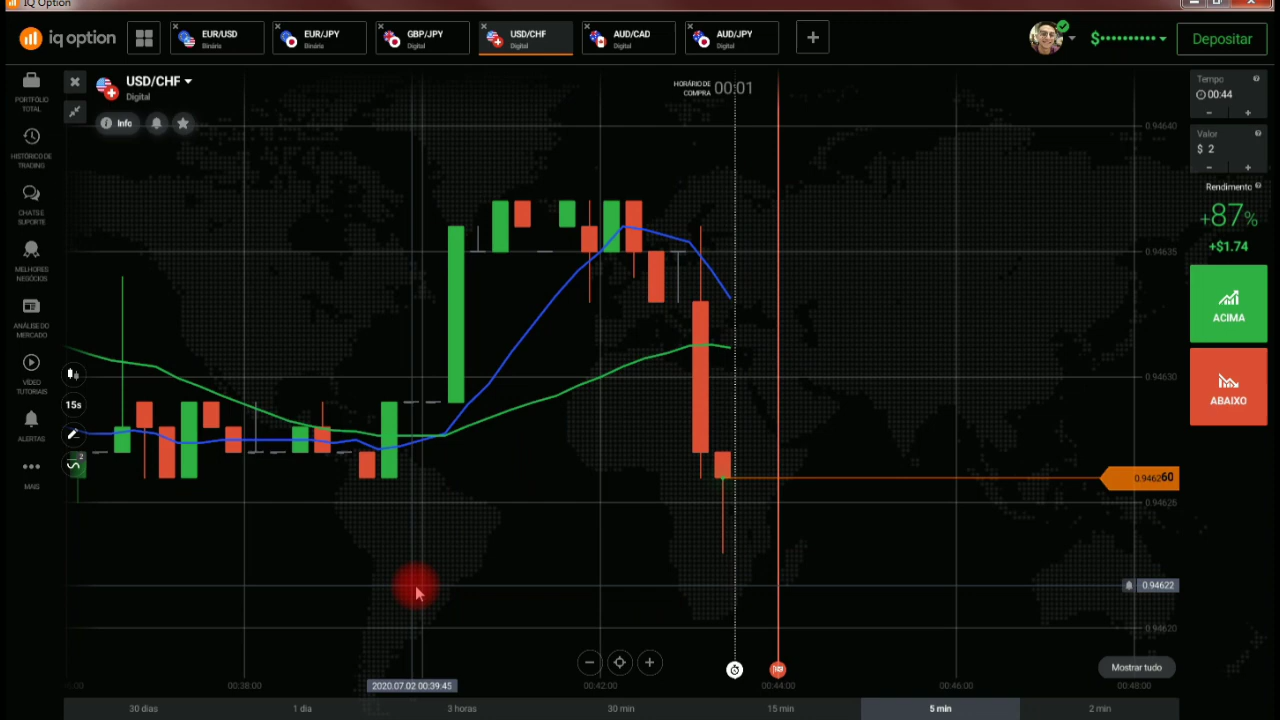 IQ Option
iq option
EUR/USD
Binária
EUR/JPY
Binária
GBP/JPY
Digital
USD/CHF
Digital
AUD/CAD
Digital
AUD/JPY
Digital
+
$•••••••••••
Depositar
PORTFÓLIO
TOTAL
HISTÓRICO DE
TRADING
CHATS E
SUPORTE
MELHORES
NEGÓCIOS
ANÁLISE DO
MERCADO
VÍDEO
TUTORIAIS
ALERTAS
MAIS
USD/CHF
Digital
Info
HORÁRIO DE
COMPRA
00:01
15s
2
0.94640
0.94635
0.94630
0.94625
0.94620
0.94660
0.94622
Mostrar tudo
00:38:00
2020.07.02 00:39:45
00:42:00
00:44:00
00:46:00
00:48:00
30 dias
1 dia
3 horas
30 min
15 min
5 min
2 min
Tempo
00:44
- +
Valor
$ 2
- +
Rendimento
+87%
+$1.74
ACIMA
ABAIXO